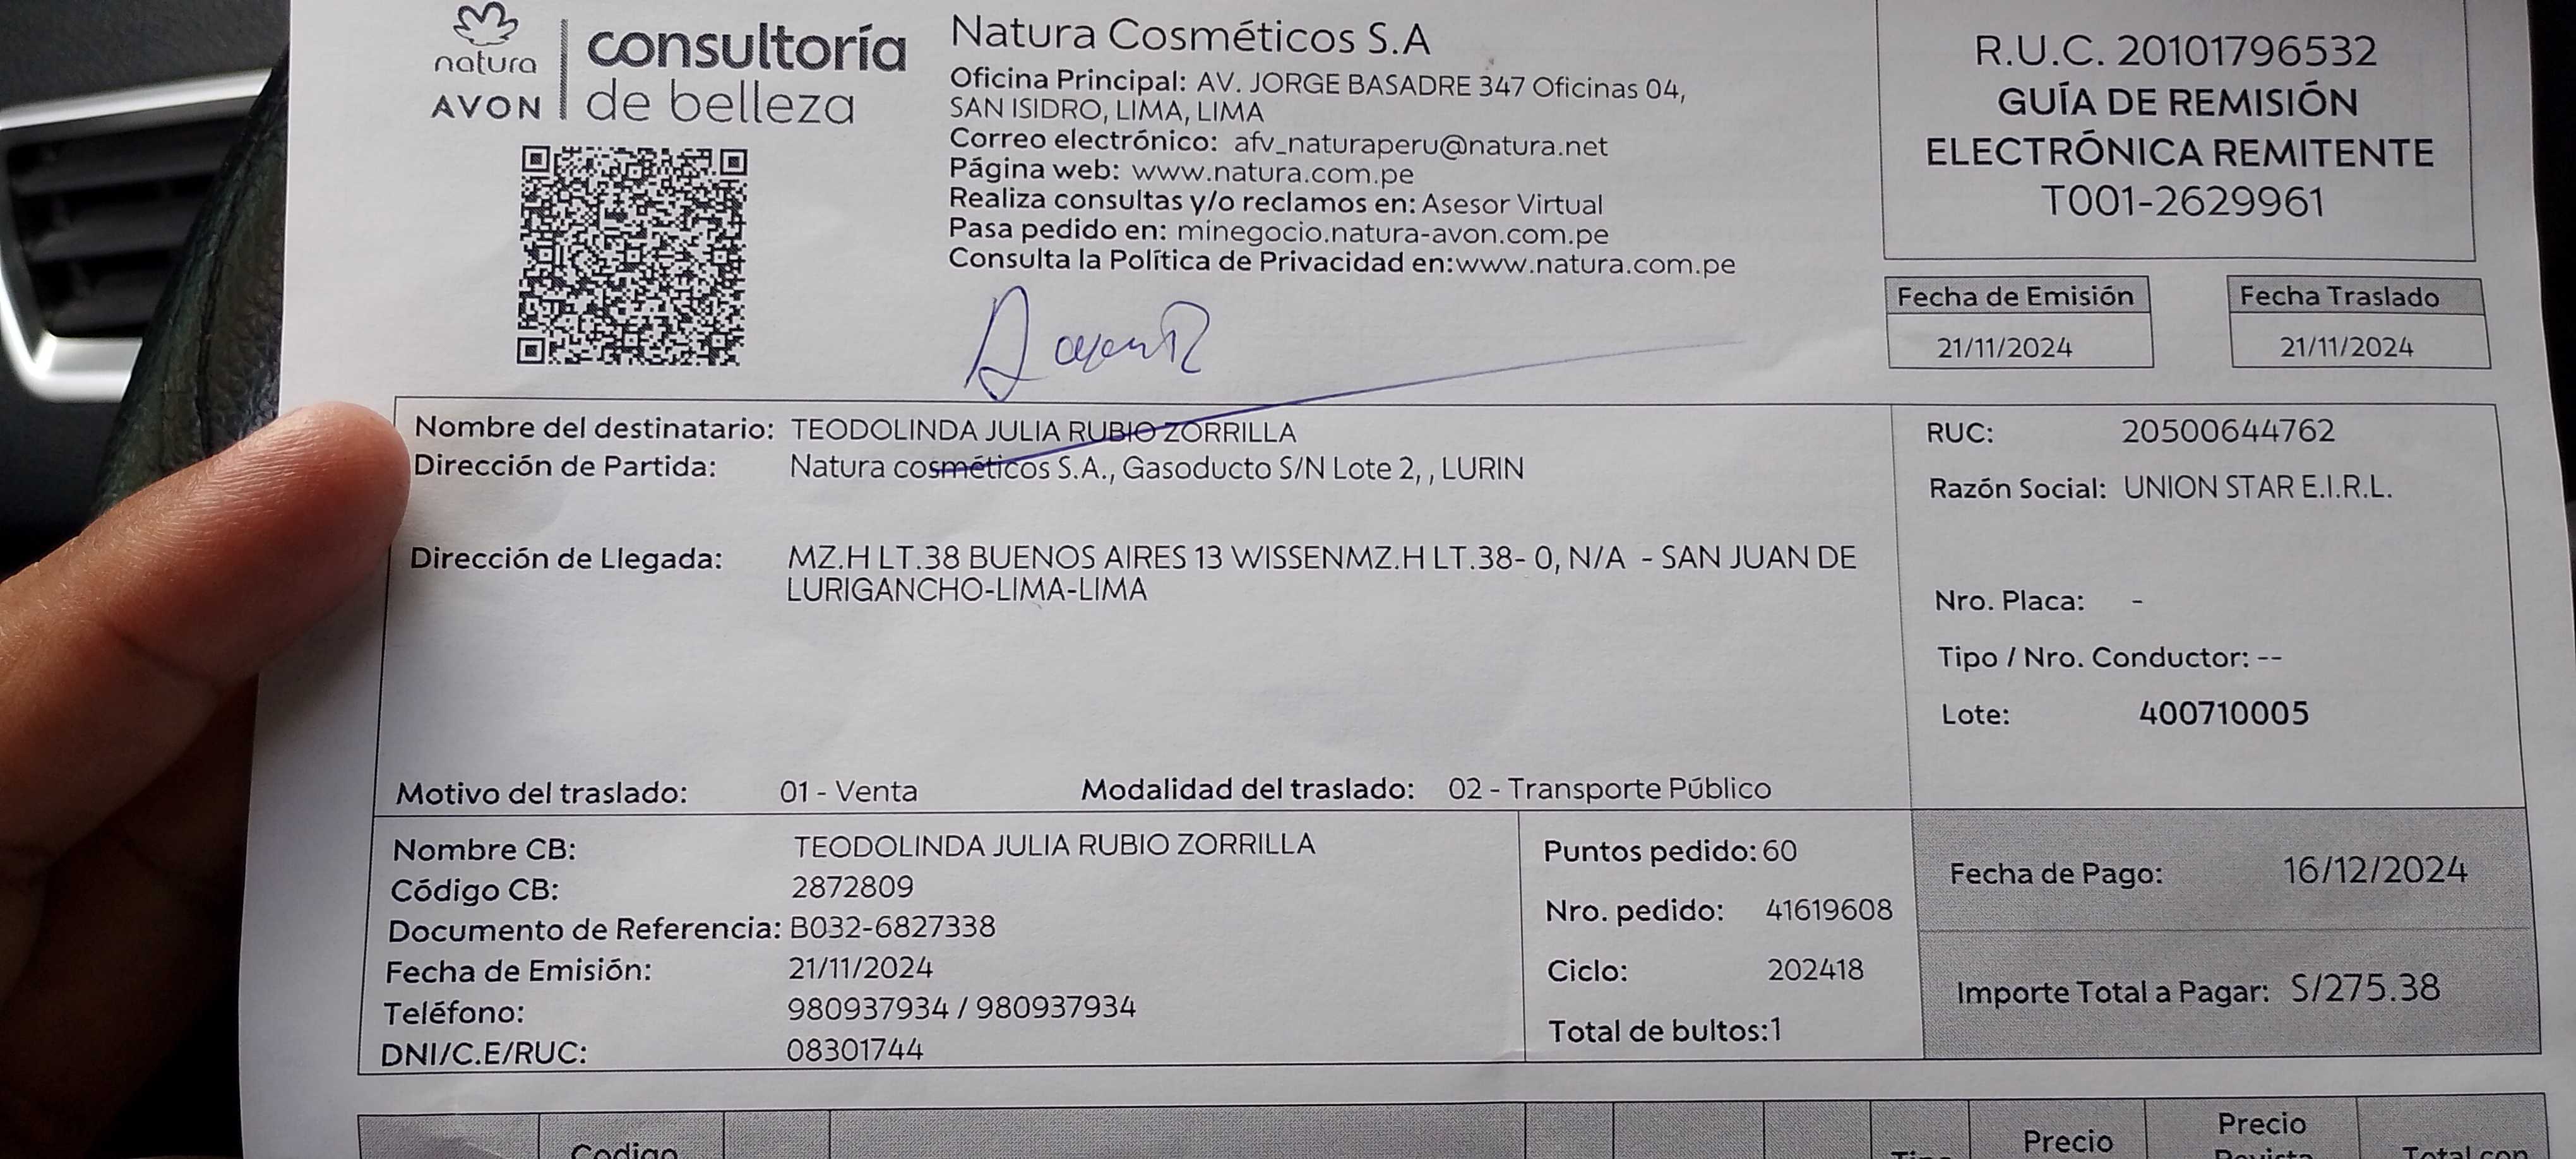 natura
AVON
consultoría
de belleza
Natura Cosméticos S.A
Oficina Principal: AV. JORGE BASADRE 347 Oficinas 04,
SAN ISIDRO, LIMA, LIMA
Correo electrónico: afv_naturaperu@natura.net
Página web: www.natura.com.pe
Realiza consultas y/o reclamos en: Asesor Virtual
Pasa pedido en: minegocio.natura-avon.com.pe
Consulta la Política de Privacidad en:www.natura.com.pe
R.U.C. 20101796532
GUÍA DE REMISIÓN
ELECTRÓNICA REMITENTE
T001-2629961
Fecha de Emisión
21/11/2024
Fecha Traslado
21/11/2024
Nombre del destinatario: TEODOLINDA JULIA RUBIO ZORRILLA
Dirección de Partida: Natura cosméticos S.A., Gasoducto S/N Lote 2, , LURIN
Dirección de Llegada: MZ.H LT.38 BUENOS AIRES 13 WISSENMZ.H LT.38- 0, N/A - SAN JUAN DE
LURIGANCHO-LIMA-LIMA
Motivo del traslado: 01 - Venta Modalidad del traslado: 02 - Transporte Público
RUC: 20500644762
Razón Social: UNION STAR E.I.R.L.
Nro. Placa: -
Tipo / Nro. Conductor: --
Lote: 400710005
Nombre CB: TEODOLINDA JULIA RUBIO ZORRILLA
Código CB: 2872809
Documento de Referencia: B032-6827338
Fecha de Emisión: 21/11/2024
Teléfono: 980937934 / 980937934
DNI/C.E/RUC: 08301744
Puntos pedido: 60
Nro. pedido: 41619608
Ciclo: 202418
Total de bultos:1
Fecha de Pago: 16/12/2024
Importe Total a Pagar: S/275.38
Codigo
Precio
Precio
Total con